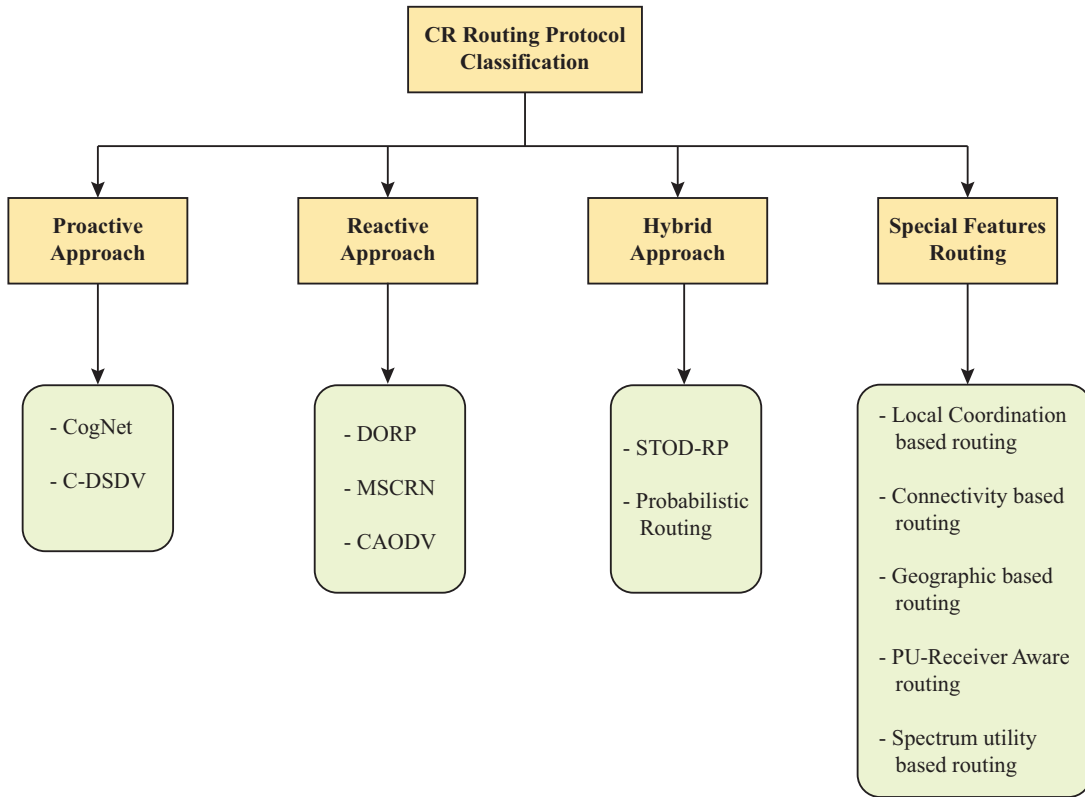 CR Routing Protocol
Classification
Proactive
Approach
Reactive
Approach
Hybrid
Approach
Special Features
Routing
- CogNet
- C-DSDV
- DORP
- MSCRN
- CAODV
- STOD-RP
- Probabilistic
Routing
- Local Coordination
based routing
- Connectivity based
routing
- Geographic based
routing
- PU-Receiver Aware
routing
- Spectrum utility
based routing